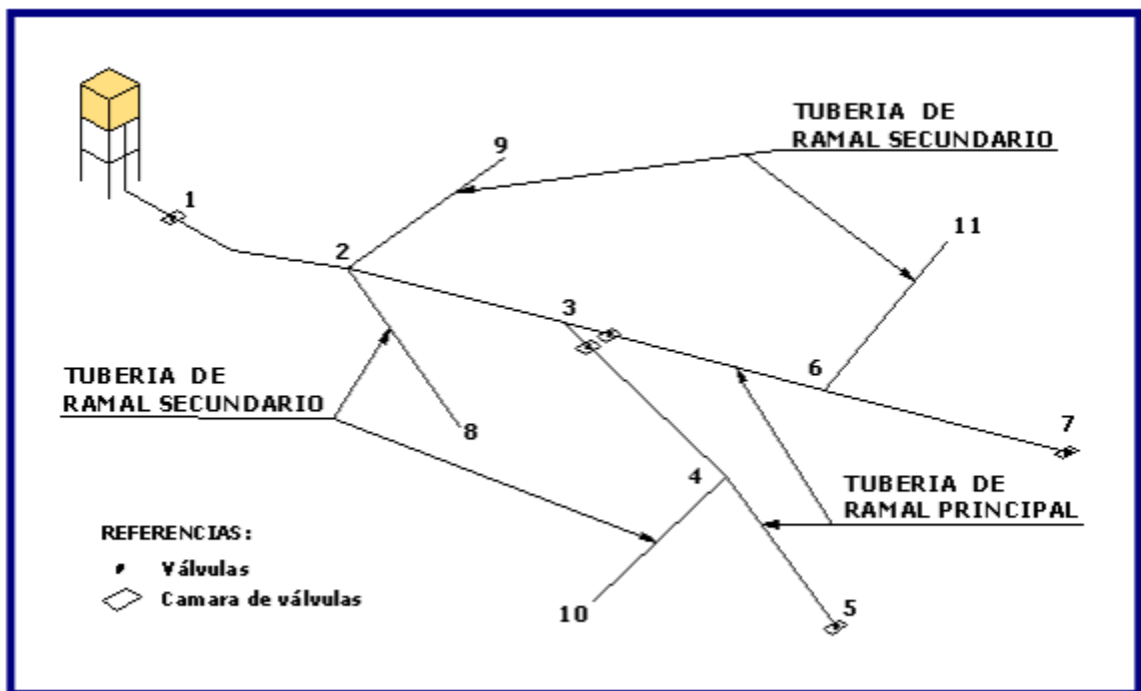 TUBERIA DE
RAMAL SECUNDARIO
9
1
11
2
3
6
TUBERIA DE
RAMAL SECUNDARIO
7
8
4
TUBERIA DE
RAMAL PRINCIPAL
REFERENCIAS:
Válvulas
Camara de válvulas
10
5